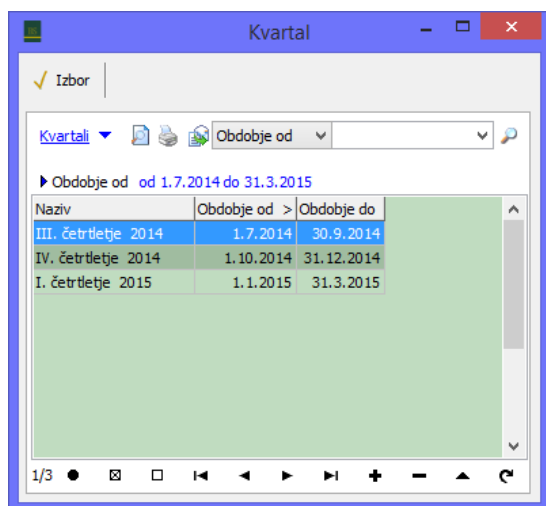 Kvartal
Izbor
Kvartali Obdobje od
Obdobje od od 1.7.2014 do 31.3.2015
Naziv Obdobje od > Obdobje do
III. četrtletje 2014 1.7.2014 30.9.2014
IV. četrtletje 2014 1.10.2014 31.12.2014
I. četrtletje 2015 1.1.2015 31.3.2015
1/3